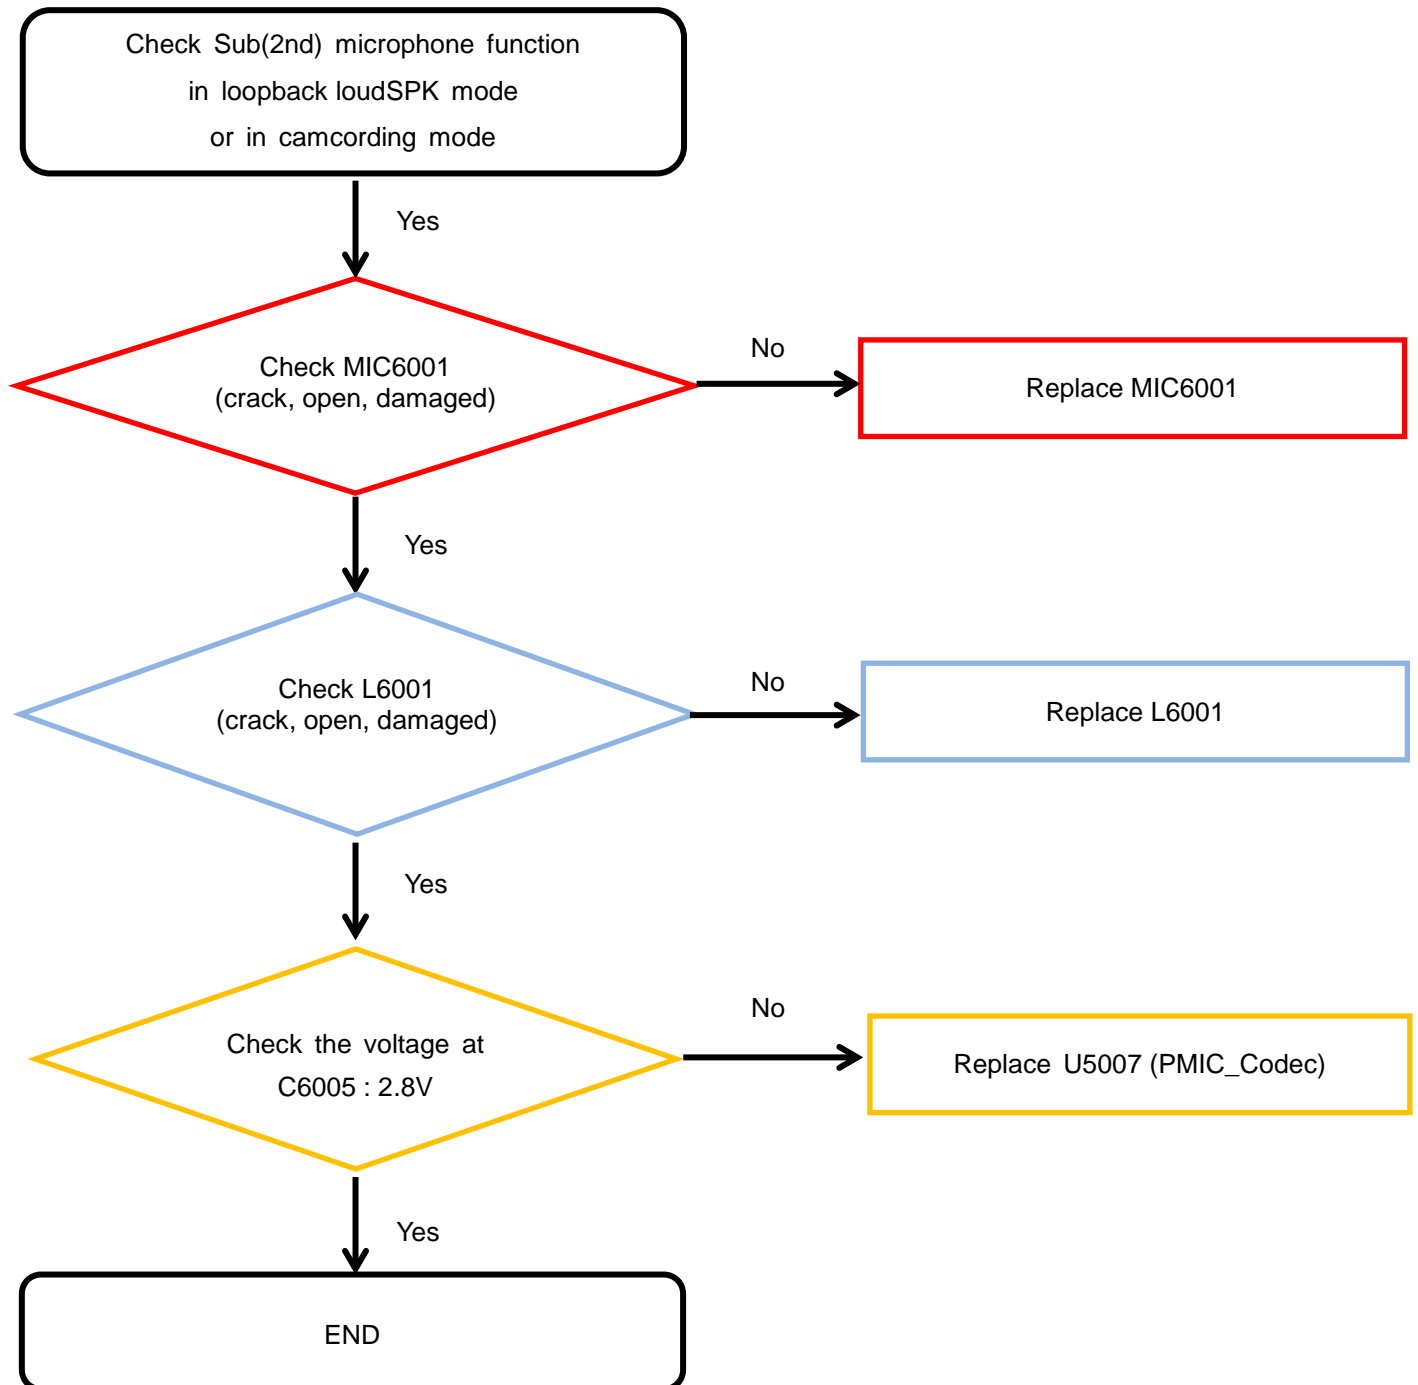 Check Sub(2nd) microphone function
in loopback loudSPK mode
or in camcording mode
Yes
Check MIC6001
(crack, open, damaged)
No
Replace MIC6001
Yes
Check L6001
(crack, open, damaged)
No
Replace L6001
Yes
Check the voltage at
C6005 : 2.8V
No
Replace U5007 (PMIC_Codec)
Yes
END